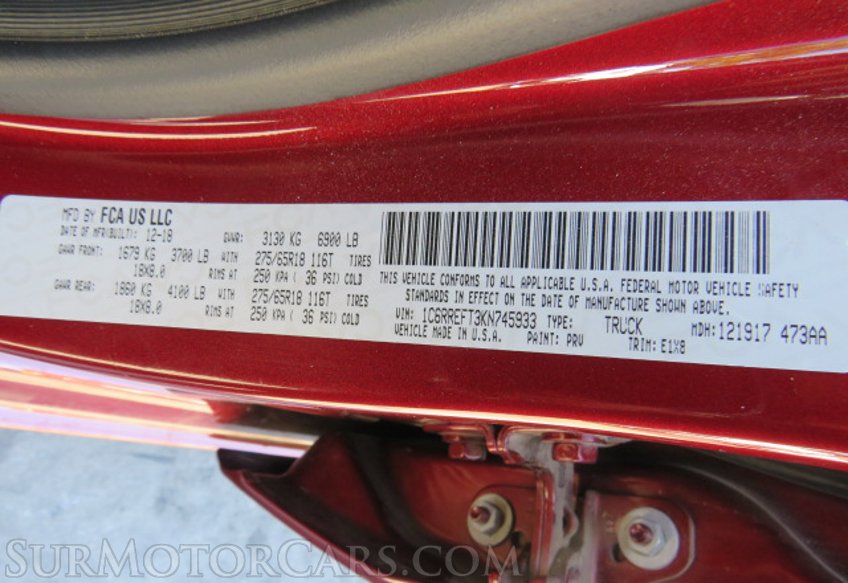 MFD BY FCA US LLC
DATE OF MFR(BUILT): 12-18 GVWR: 3130 KG 6900 LB
GAWR FRONT: 1679 KG 3700 LB WITH 275/65R18 116T TIRES
18X8.0 RIMS AT 250 KPA ( 36 PSI) COLD
GAWR REAR: 1860 KG 4100 LB WITH 275/65R18 116T TIRES
18X8.0 RIMS AT 250 KPA ( 36 PSI) COLD
THIS VEHICLE CONFORMS TO ALL APPLICABLE U.S.A. FEDERAL MOTOR VEHICLE SAFETY
STANDARDS IN EFFECT ON THE DATE OF MANUFACTURE SHOWN ABOVE.
VIN: 1C6RREFT3KN745933 TYPE: TRUCK MDH: 121917 473AA
VEHICLE MADE IN U.S.A. PAINT: PRV TRIM: E1X8
SURMOTORCARS.COM